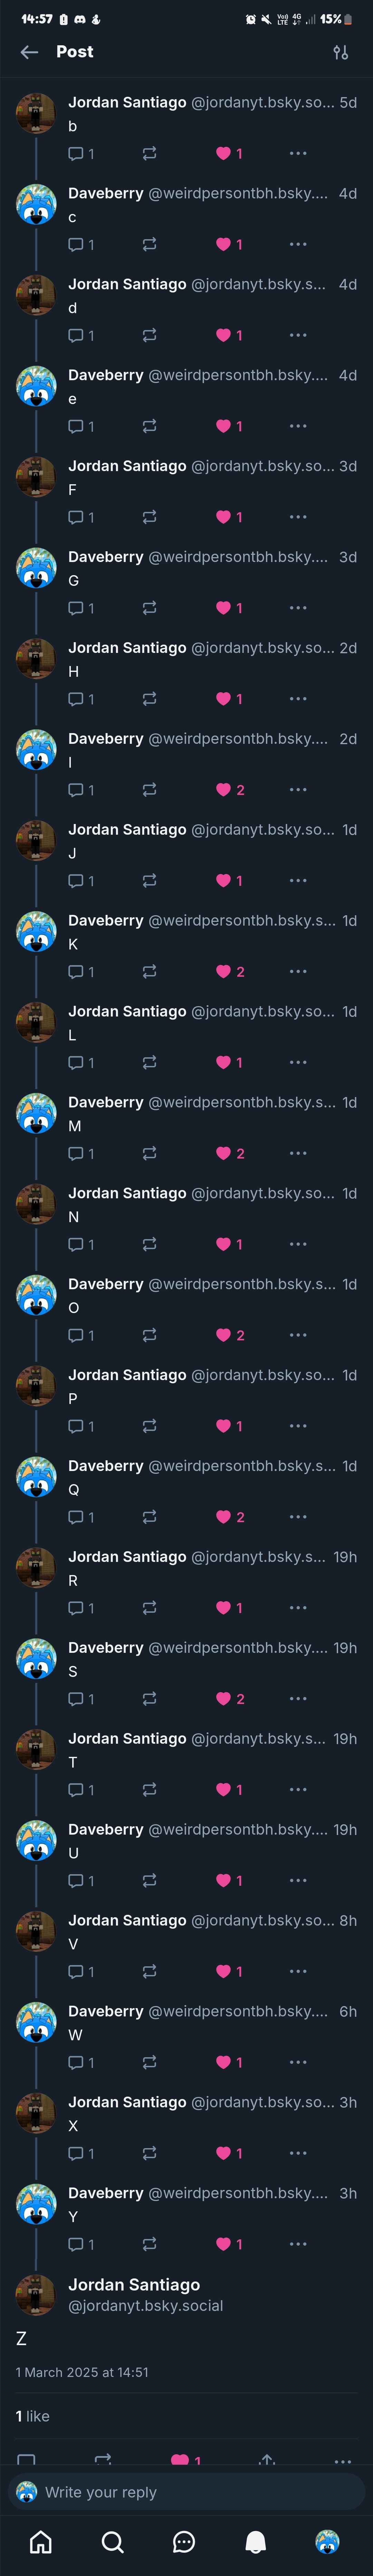 14:57
Vo))
LTE
4G
15%
Post
Jordan Santiago @jordanyt.bsky.so... 5d
b
1 1
Daveberry @weirdpersontbh.bsky.... 4d
c
1 1
Jordan Santiago @jordanyt.bsky.s... 4d
d
1 1
Daveberry @weirdpersontbh.bsky.... 4d
e
1 1
Jordan Santiago @jordanyt.bsky.so... 3d
F
1 1
Daveberry @weirdpersontbh.bsky.... 3d
G
1 1
Jordan Santiago @jordanyt.bsky.so... 2d
H
1 1
Daveberry @weirdpersontbh.bsky.... 2d
I
1 2
Jordan Santiago @jordanyt.bsky.so... 1d
J
1 1
Daveberry @weirdpersontbh.bsky.s... 1d
K
1 2
Jordan Santiago @jordanyt.bsky.so... 1d
L
1 1
Daveberry @weirdpersontbh.bsky.s... 1d
M
1 2
Jordan Santiago @jordanyt.bsky.so... 1d
N
1 1
Daveberry @weirdpersontbh.bsky.s... 1d
O
1 2
Jordan Santiago @jordanyt.bsky.so... 1d
P
1 1
Daveberry @weirdpersontbh.bsky.s... 1d
Q
1 2
Jordan Santiago @jordanyt.bsky.s... 19h
R
1 1
Daveberry @weirdpersontbh.bsky.... 19h
S
1 2
Jordan Santiago @jordanyt.bsky.s... 19h
T
1 1
Daveberry @weirdpersontbh.bsky.... 19h
U
1 1
Jordan Santiago @jordanyt.bsky.so... 8h
V
1 1
Daveberry @weirdpersontbh.bsky.... 6h
W
1 1
Jordan Santiago @jordanyt.bsky.so... 3h
X
1 1
Daveberry @weirdpersontbh.bsky.... 3h
Y
1 1
Jordan Santiago
@jordanyt.bsky.social
Z
1 March 2025 at 14:51
1 like
1
Write your reply